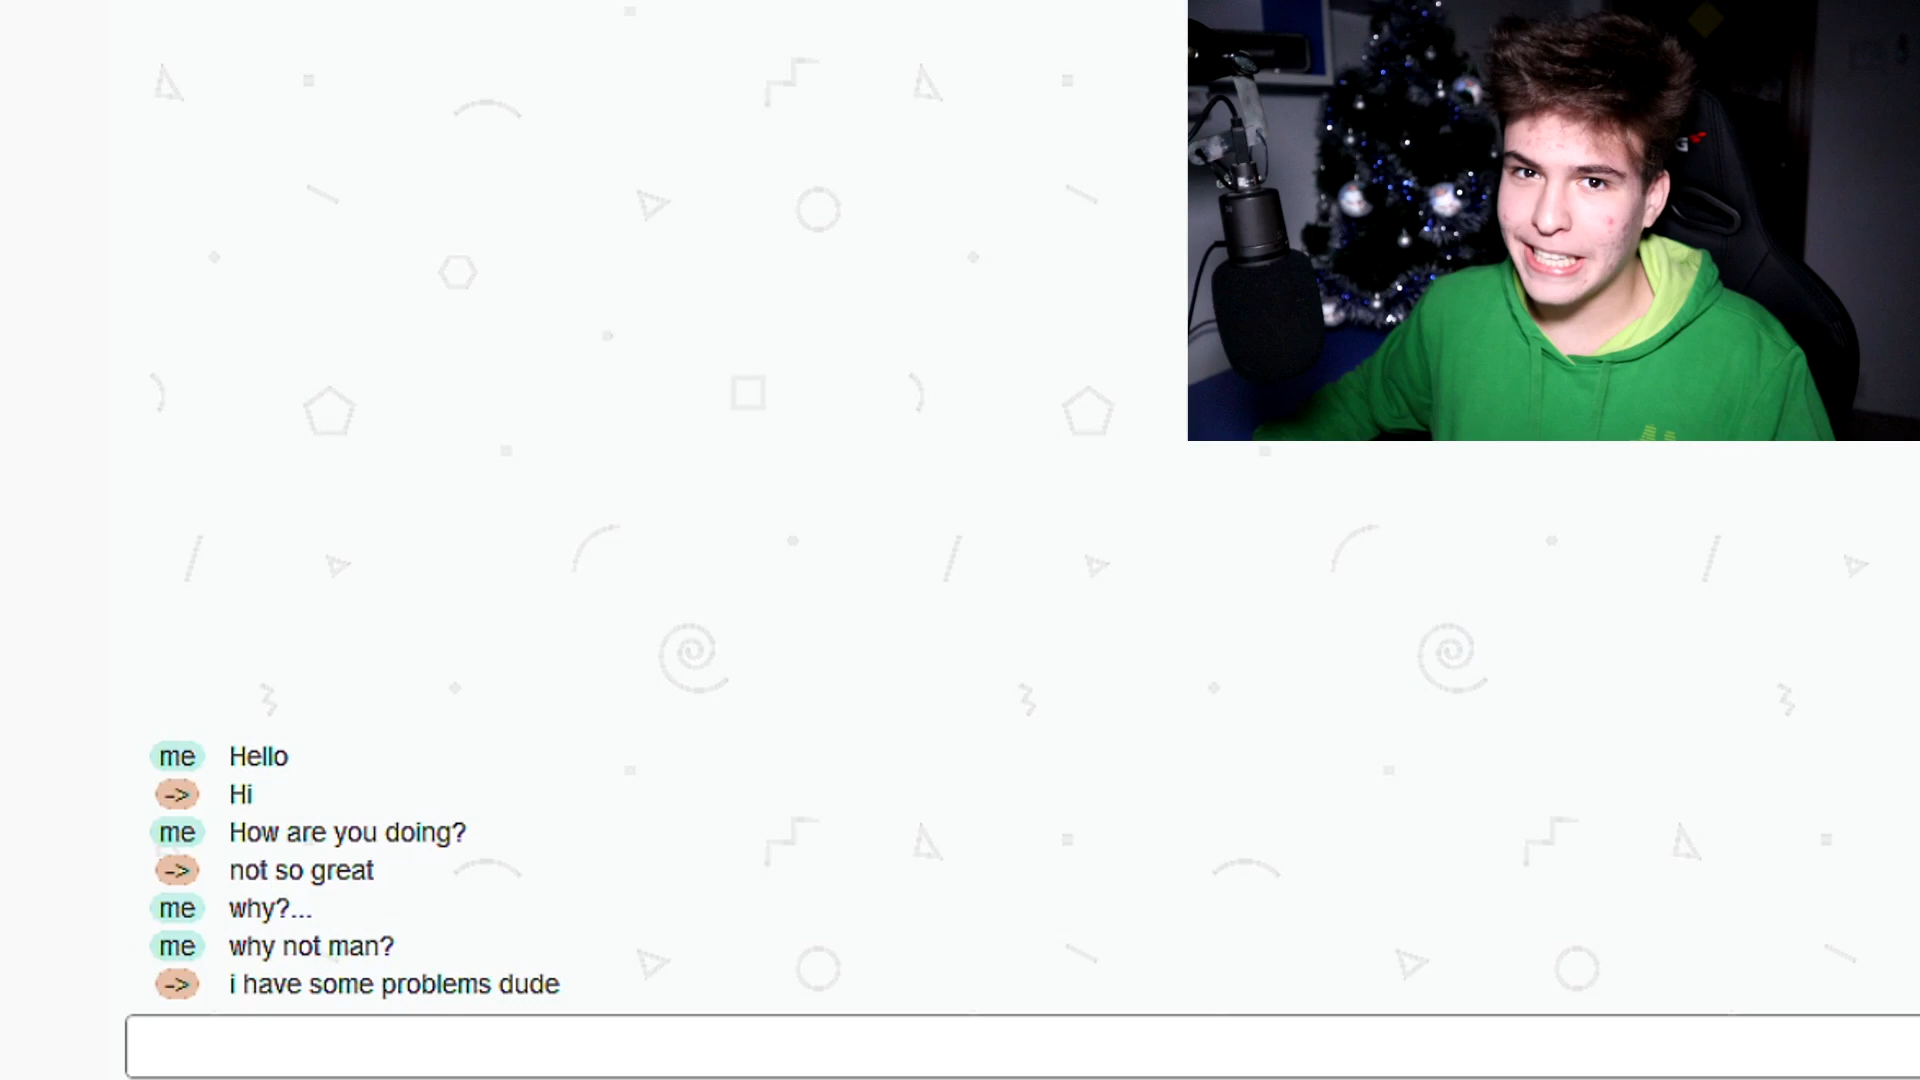 me Hello
-> Hi
me How are you doing?
-> not so great
me why?...
me why not man?
-> i have some problems dude